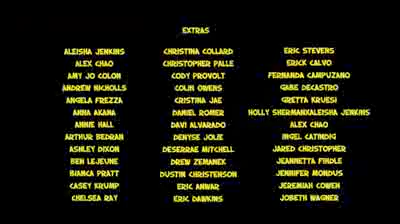 EXTRAS
ALEISHA JENKINS CHRISTINA COLLARD ERIC STEVENS
ALEX CHAO CHRISTOPHER PALLE ERICK CALVO
AMY JO COLON CODY PROVOLT FERNANDA CAMPUZANO
ANDREW NICHOLLS COLIN OWENS GABE DECASTRO
ANGELA FREZZA CRISTINA JAE GRETTA KRUESI
ANNA AKANA DANIEL ROMER HOLLY SHERMANXALEISHA JENKINS
ANNIE HALL DAVI ALVARADO ALEX CHAO
ARTHUR BEDRAN DENYSE JOLIE INGEL CATINDIG
ASHLEY DIXON DESERRAE MITCHELL JARED CHRISTOPHER
BEN LEJEUNE DREW ZEMANEK JEANNETTA FINDLE
BIANCA PRATT DUSTIN CHRISTENSON JENNIFER MONDUS
CASEY KRUMP ERIC ANWAR JEREMIAH COWEN
CHELSEA RAY ERIC DAWKINS JOBETH WAGNER